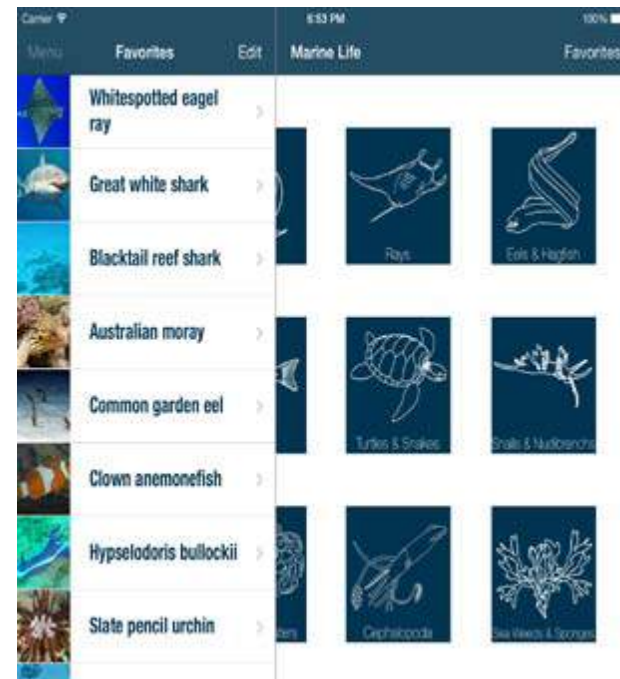 Carrier
6:53 PM
100%
Menu
Favorites
Edit
Marine Life
Favorites
Whitespotted eagel
ray
Great white shark
Blacktail reef shark
Australian moray
Common garden eel
Clown anemonefish
Hypselodoris bullockii
Slate pencil urchin
Rays
Eels & Hagfish
Turtles & Snakes
Snails & Nudibranchs
Cephalopoda
Sea Weeds & Sponges